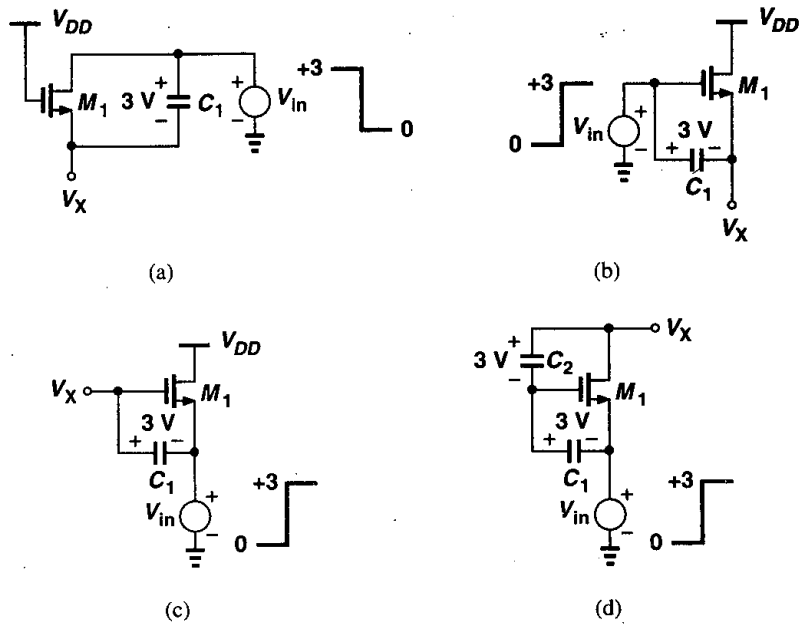 V_DD
M_1
3 V
+
−
C_1
+
−
V_in
+3
0
V_X
(a)
V_DD
M_1
+3
0
V_in
+
−
3 V
+ −
C_1
V_X
(b)
V_DD
V_X
M_1
3 V
+ −
C_1
V_in
+
−
+3
0
(c)
V_X
+
3 V
C_2
−
M_1
3 V
+ −
C_1
V_in
+
−
+3
0
(d)